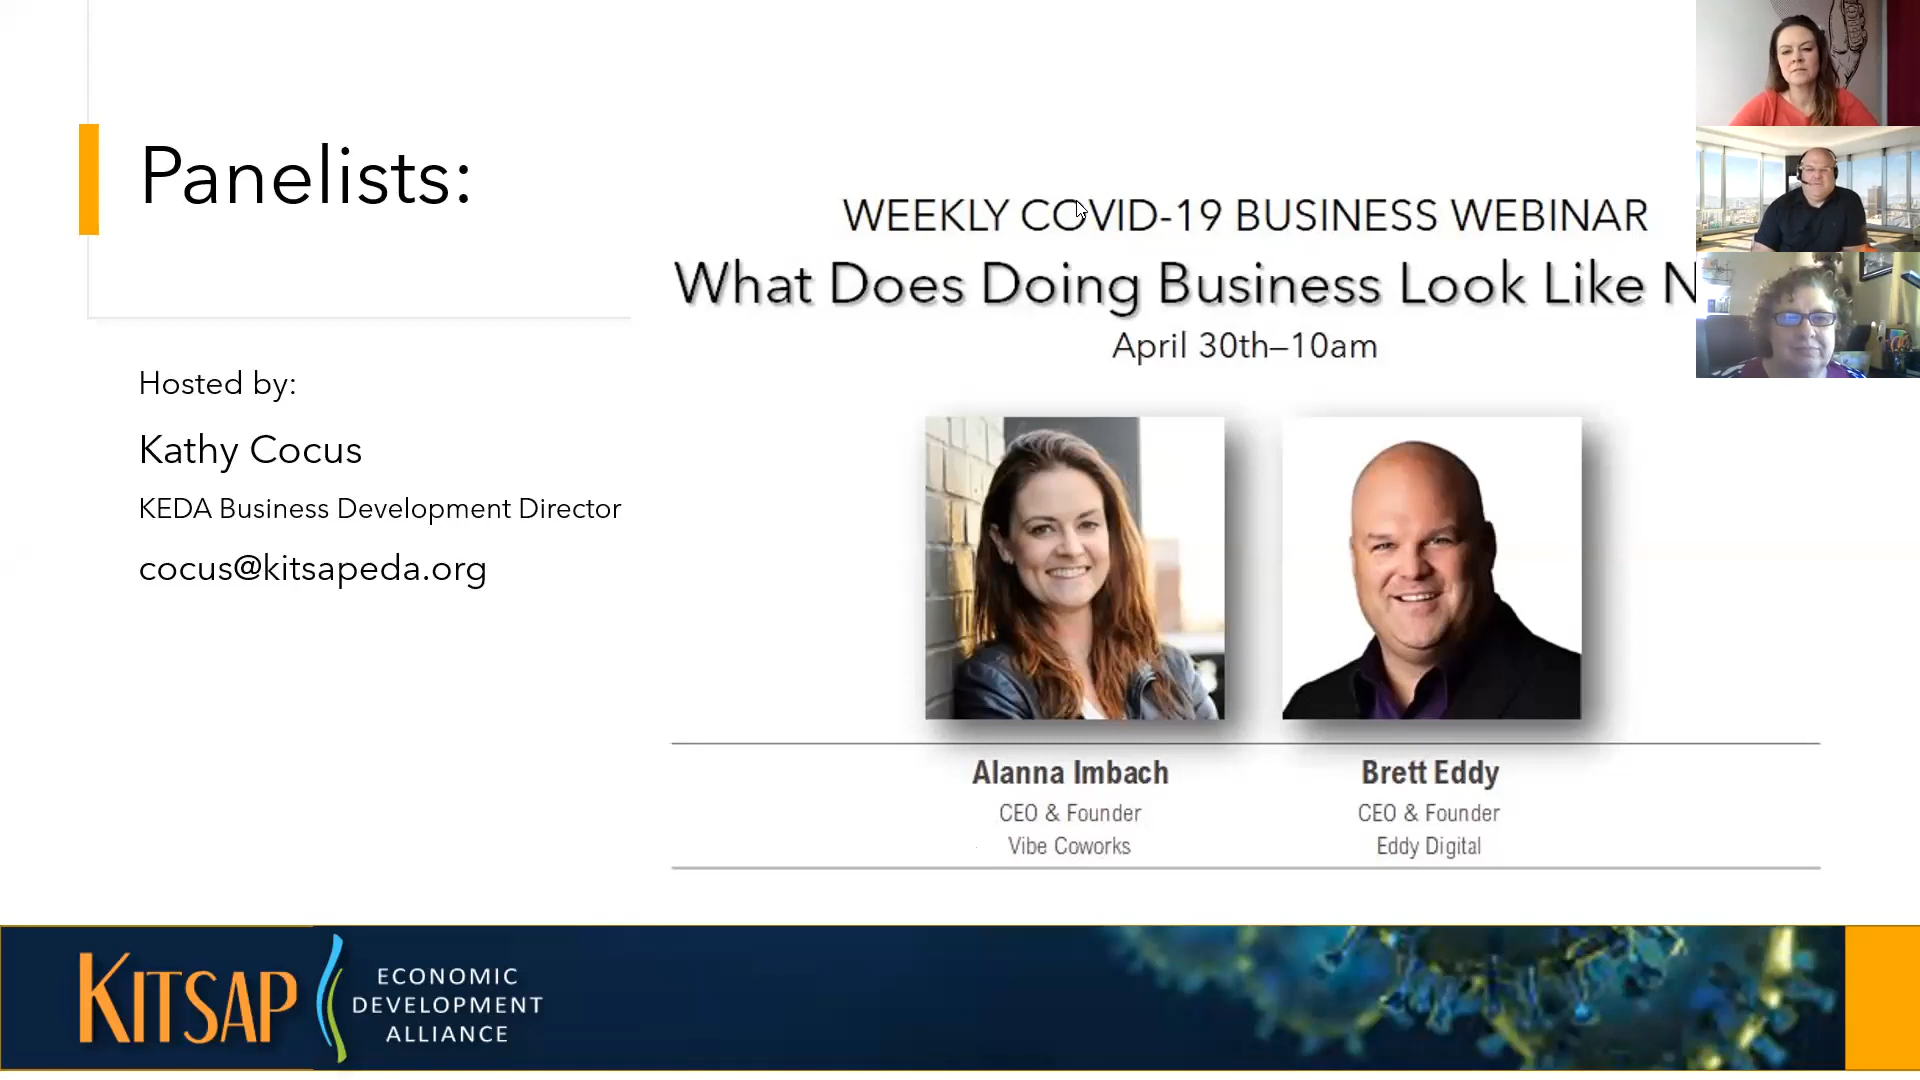 Panelists:
Hosted by:
Kathy Cocus
KEDA Business Development Director
cocus@kitsapeda.org
WEEKLY COVID-19 BUSINESS WEBINAR
What Does Doing Business Look Like N
April 30th–10am
Alanna Imbach
CEO & Founder
Vibe Coworks
Brett Eddy
CEO & Founder
Eddy Digital
KITSAP
ECONOMIC
DEVELOPMENT
ALLIANCE